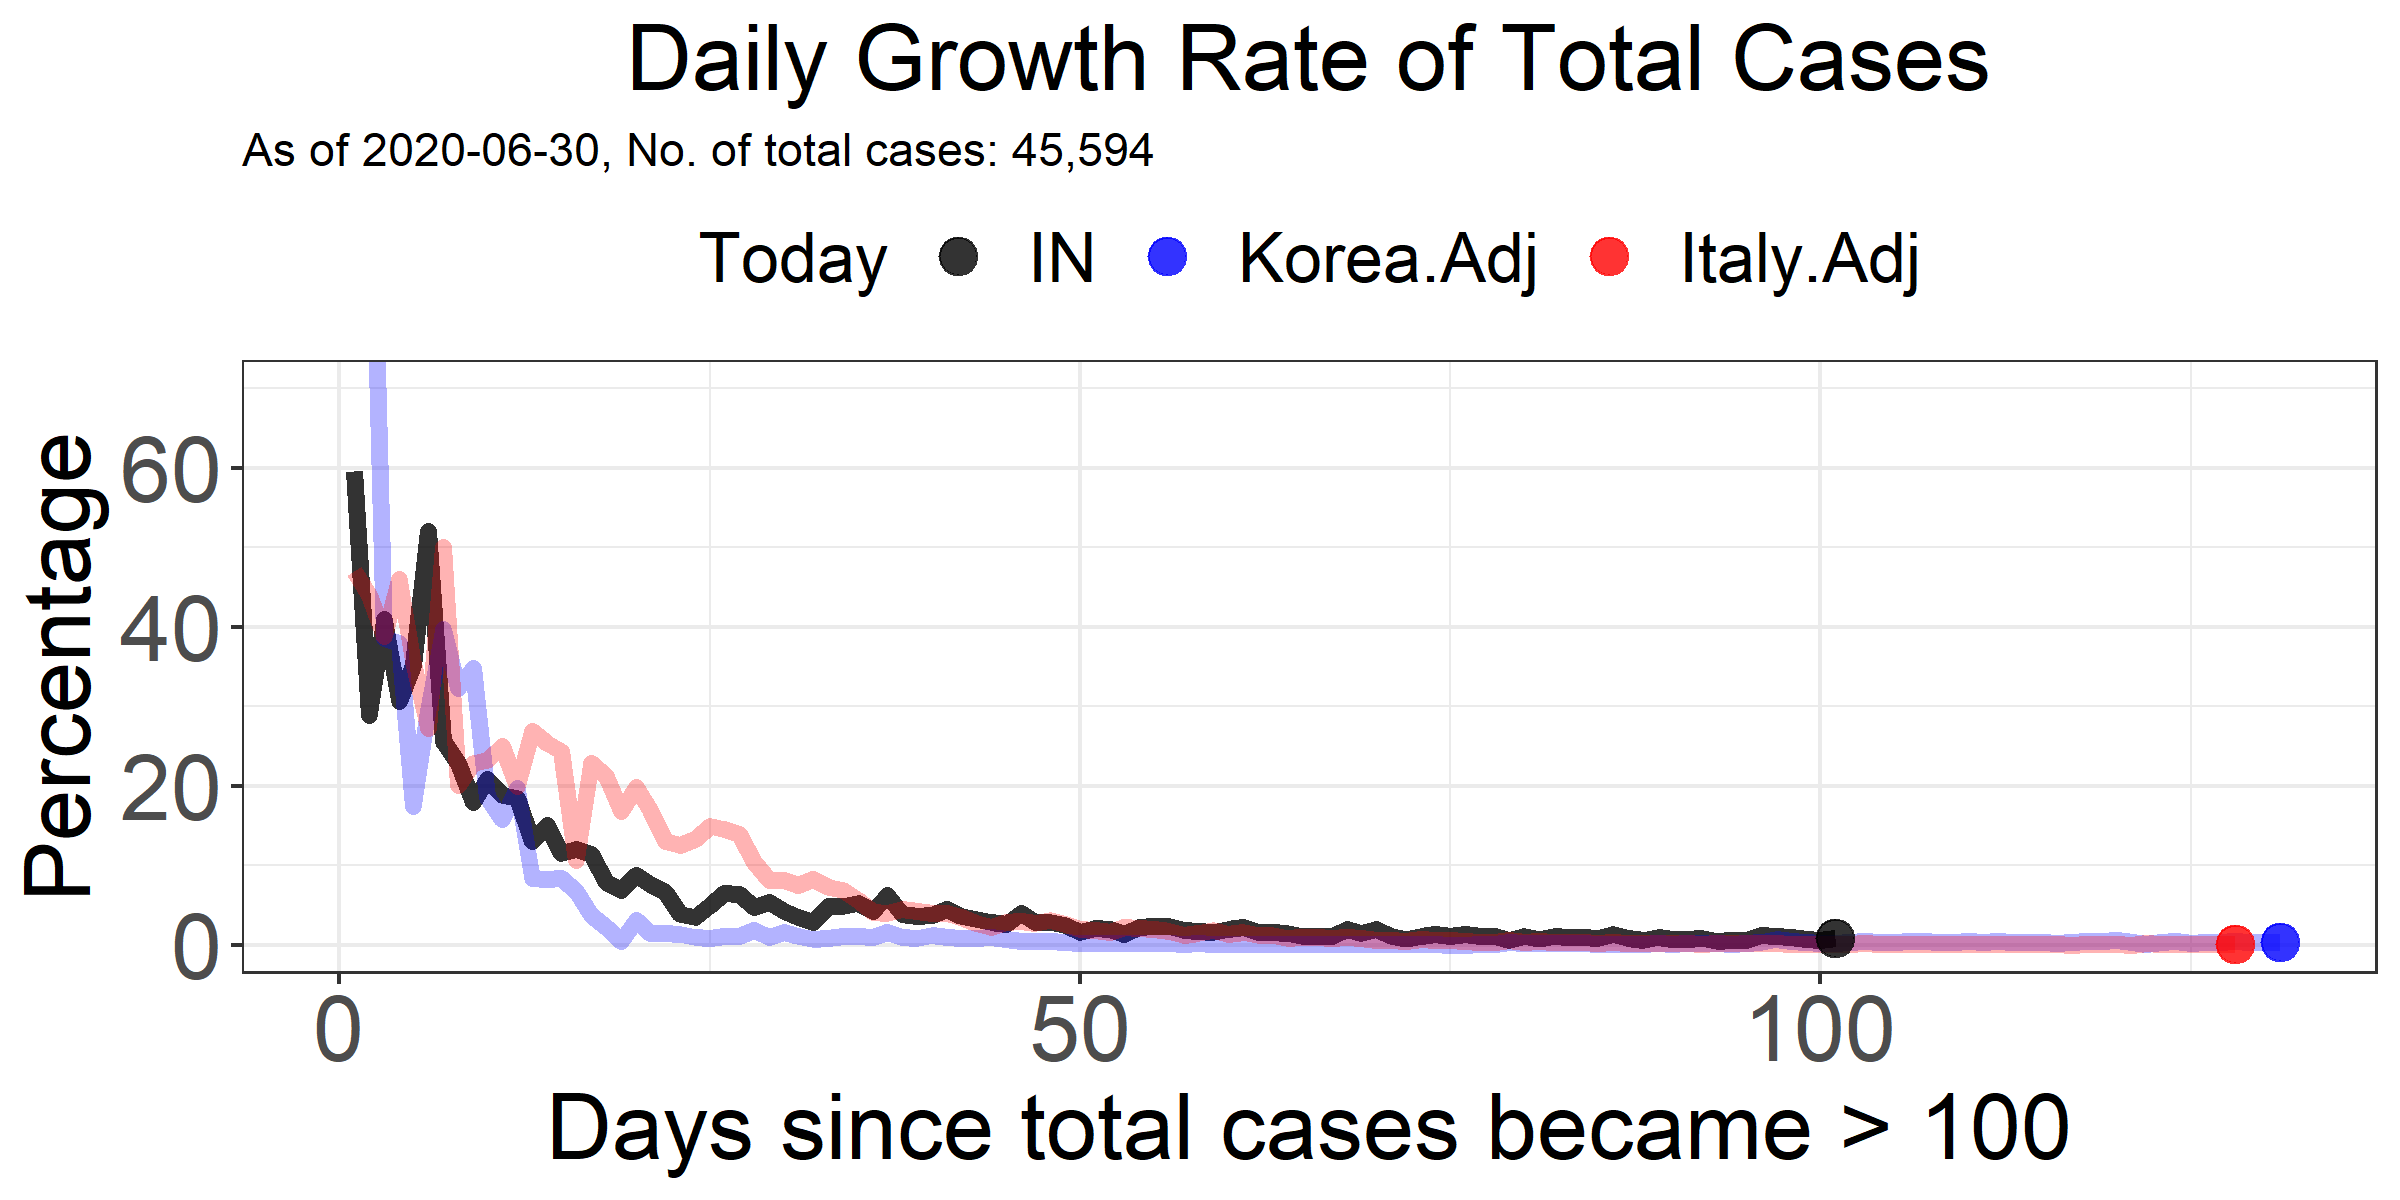 Daily Growth Rate of Total Cases
As of 2020-06-30, No. of total cases: 45,594
Today IN Korea.Adj Italy.Adj
Percentage
60
40
20
0
0 50 100
Days since total cases became > 100